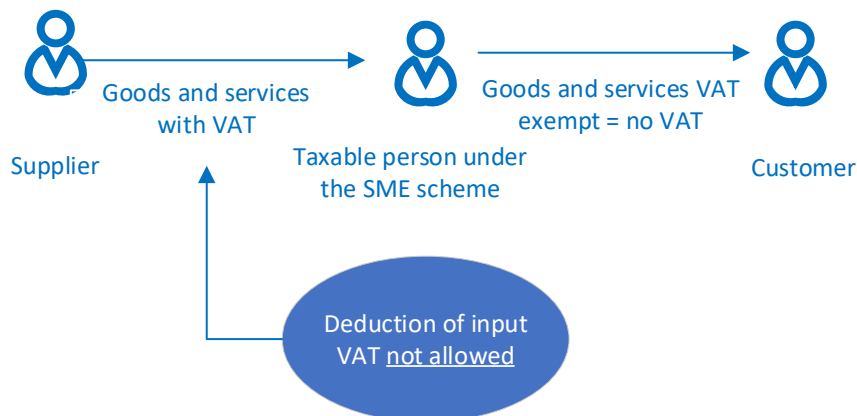 Goods and services
with VAT
Goods and services VAT
exempt = no VAT
Supplier
Taxable person under
the SME scheme
Customer
Deduction of input
VAT not allowed